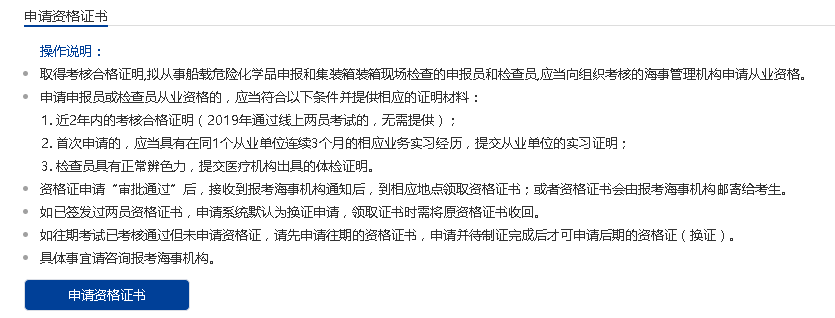 申请资格证书
操作说明：
取得考核合格证明,拟从事船载危险化学品申报和集装箱装箱现场检查的申报员和检查员,应当向组织考核的海事管理机构申请从业资格。
申请申报员或检查员从业资格的，应当符合以下条件并提供相应的证明材料：
1. 近2年内的考核合格证明（2019年通过线上两员考试的，无需提供）；
2. 首次申请的，应当具有在同1个从业单位连续3个月的相应业务实习经历，提交从业单位的实习证明；
3. 检查员具有正常辨色力，提交医疗机构出具的体检证明。
资格证申请“审批通过”后，接收到报考海事机构通知后，到相应地点领取资格证书；或者资格证书会由报考海事机构邮寄给考生。
如已签发过两员资格证书，申请系统默认为换证申请，领取证书时需将原资格证书收回。
如往期考试已考核通过但未申请资格证，请先申请往期的资格证书，申请并待制证完成后才可申请后期的资格证（换证）。
具体事宜请咨询报考海事机构。
申请资格证书